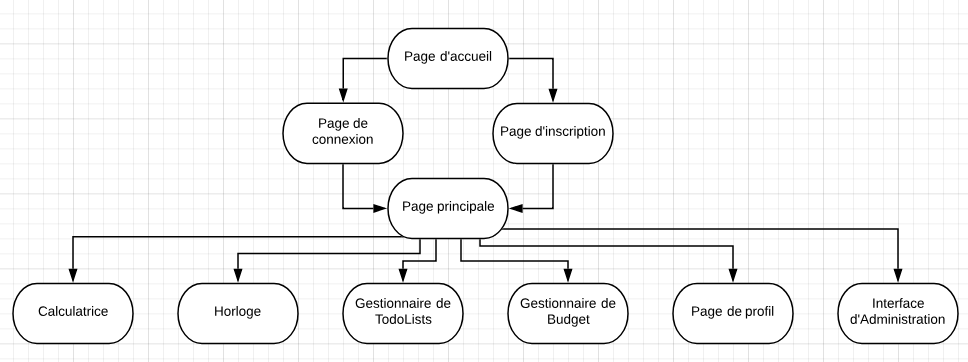 Page d'accueil
Page de
connexion
Page d'inscription
Page principale
Calculatrice
Horloge
Gestionnaire de
TodoLists
Gestionnaire de
Budget
Page de profil
Interface
d'Administration